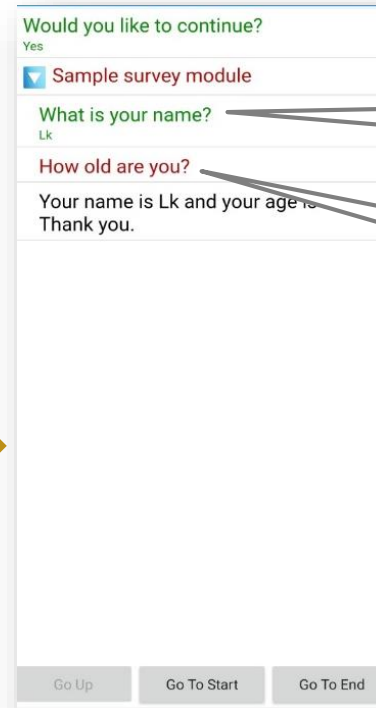 Would you like to continue?
Yes
Sample survey module
What is your name?
Lk
How old are you?
Your name is Lk and your age is
Thank you.
Go Up
Go To Start
Go To End